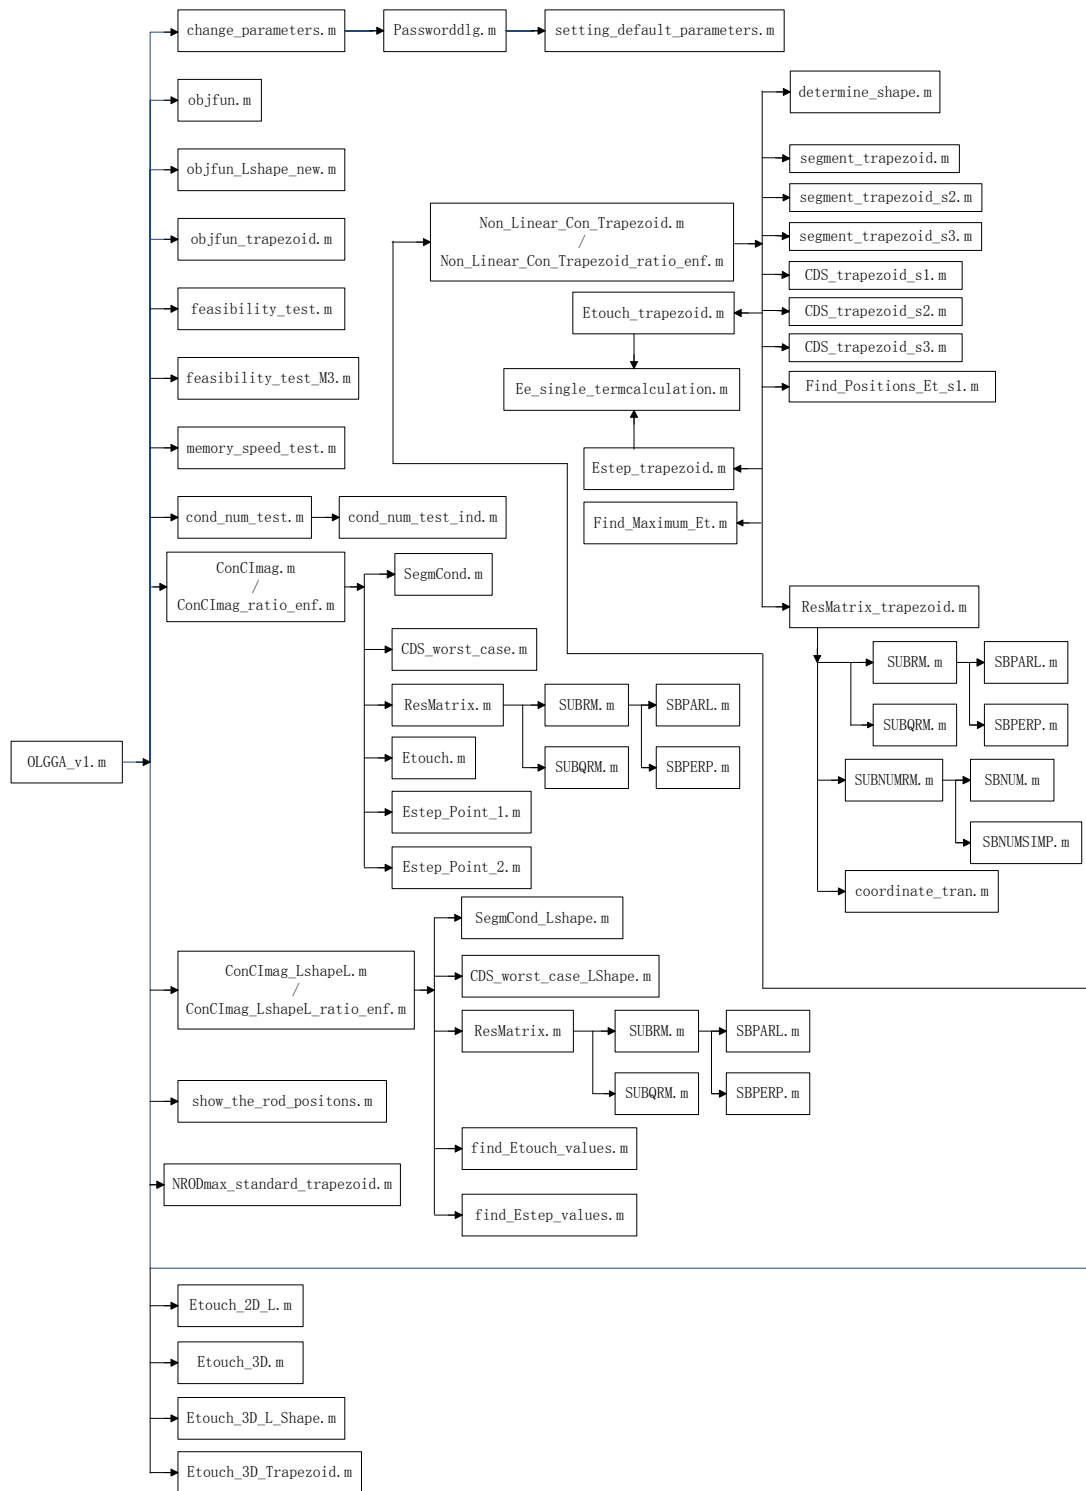 change_parameters.m
Passworddlg.m
setting_default_parameters.m
objfun.m
determine_shape.m
objfun_Lshape_new.m
segment_trapezoid.m
segment_trapezoid_s2.m
Non_Linear_Con_Trapezoid.m
/
Non_Linear_Con_Trapezoid_ratio_enf.m
segment_trapezoid_s3.m
objfun_trapezoid.m
CDS_trapezoid_s1.m
feasibility_test.m
Etouch_trapezoid.m
CDS_trapezoid_s2.m
CDS_trapezoid_s3.m
feasibility_test_M3.m
Ee_single_termcalculation.m
Find_Positions_Et_s1.m
memory_speed_test.m
Estep_trapezoid.m
cond_num_test.m
cond_num_test_ind.m
Find_Maximum_Et.m
ConCImag.m
/
ConCImag_ratio_enf.m
SegmCond.m
ResMatrix_trapezoid.m
CDS_worst_case.m
SUBRM.m
SBPARL.m
ResMatrix.m
SUBRM.m
SBPARL.m
SUBQRM.m
SBPERP.m
OLGGA_v1.m
Etouch.m
SUBQRM.m
SBPERP.m
SUBNUMRM.m
SBNUM.m
Estep_Point_1.m
SBNUMSIMP.m
Estep_Point_2.m
coordinate_tran.m
SegmCond_Lshape.m
ConCImag_LshapeL.m
/
ConCImag_LshapeL_ratio_enf.m
CDS_worst_case_LShape.m
ResMatrix.m
SUBRM.m
SBPARL.m
show_the_rod_positons.m
SUBQRM.m
SBPERP.m
find_Etouch_values.m
NRODmax_standard_trapezoid.m
find_Estep_values.m
Etouch_2D_L.m
Etouch_3D.m
Etouch_3D_L_Shape.m
Etouch_3D_Trapezoid.m